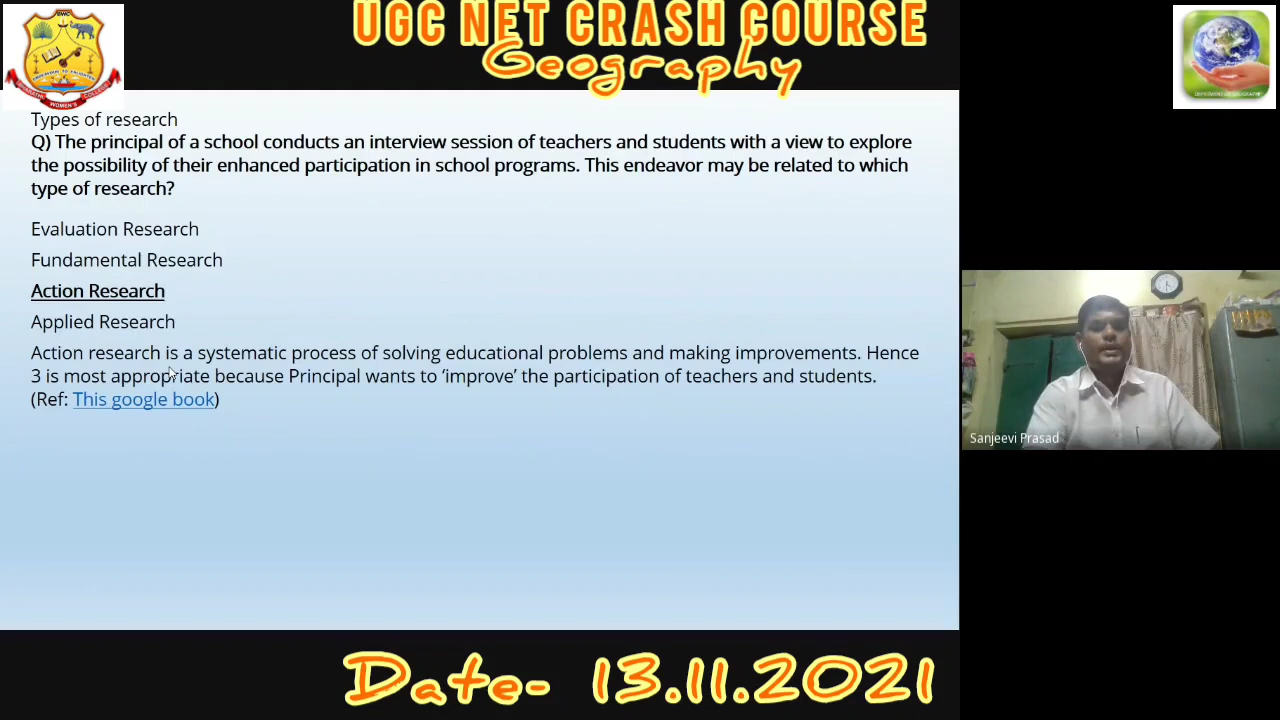 UGC NET CRASH COURSE
Geography
WOMEN'S
Types of research
Q) The principal of a school conducts an interview session of teachers and students with a view to explore
the possibility of their enhanced participation in school programs. This endeavor may be related to which
type of research?
Evaluation Research
Fundamental Research
Action Research
Applied Research
Action research is a systematic process of solving educational problems and making improvements. Hence
3 is most appropriate because Principal wants to ‘improve’ the participation of teachers and students.
(Ref: This google book)
Sanjeevi Prasad
Date- 13.11.2021